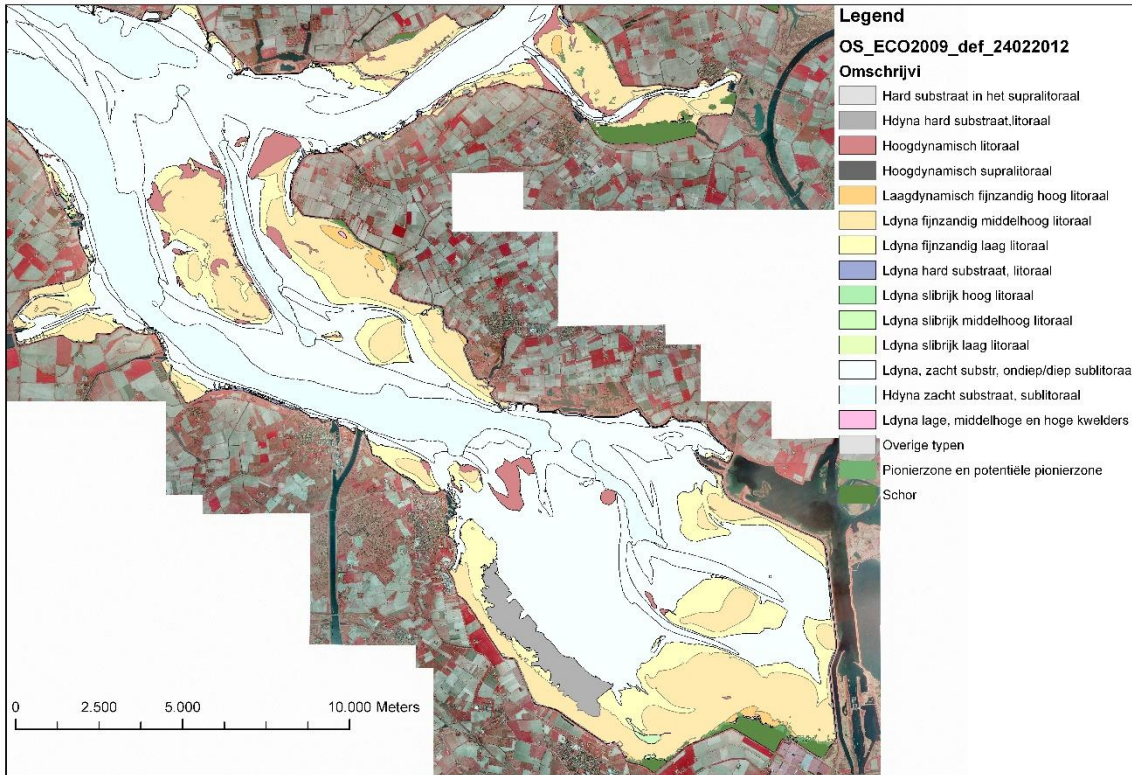 Legend
OS_ECO2009_def_24022012
Omschrijvi
Hard substraat in het supralitoraal
Hdyna hard substraat,litoraal
Hoogdynamisch litoraal
Hoogdynamisch supralitoraal
Laagdynamisch fijnzandig hoog litoraal
Ldyna fijnzandig middelhoog litoraal
Ldyna fijnzandig laag litoraal
Ldyna hard substraat, litoraal
Ldyna slibrijk hoog litoraal
Ldyna slibrijk middelhoog litoraal
Ldyna slibrijk laag litoraal
Ldyna, zacht substr, ondiep/diep sublitoraa
Hdyna zacht substraat, sublitoraal
Ldyna lage, middelhoge en hoge kwelders
Overige typen
Pionierzone en potentiële pionierzone
Schor
0 2.500 5.000 10.000 Meters